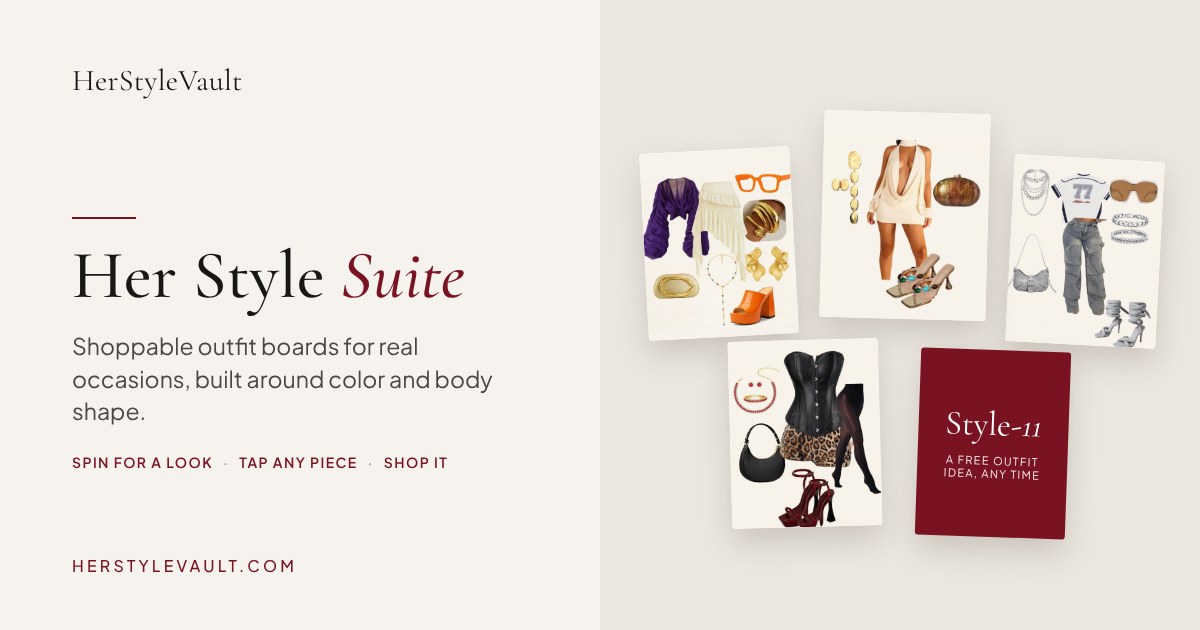 HerStyleVault
Her Style Suite
Shoppable outfit boards for real
occasions, built around color and body
shape.
SPIN FOR A LOOK · TAP ANY PIECE · SHOP IT
HERSTYLEVAULT.COM
77
Style-11
A FREE OUTFIT
IDEA, ANY TIME